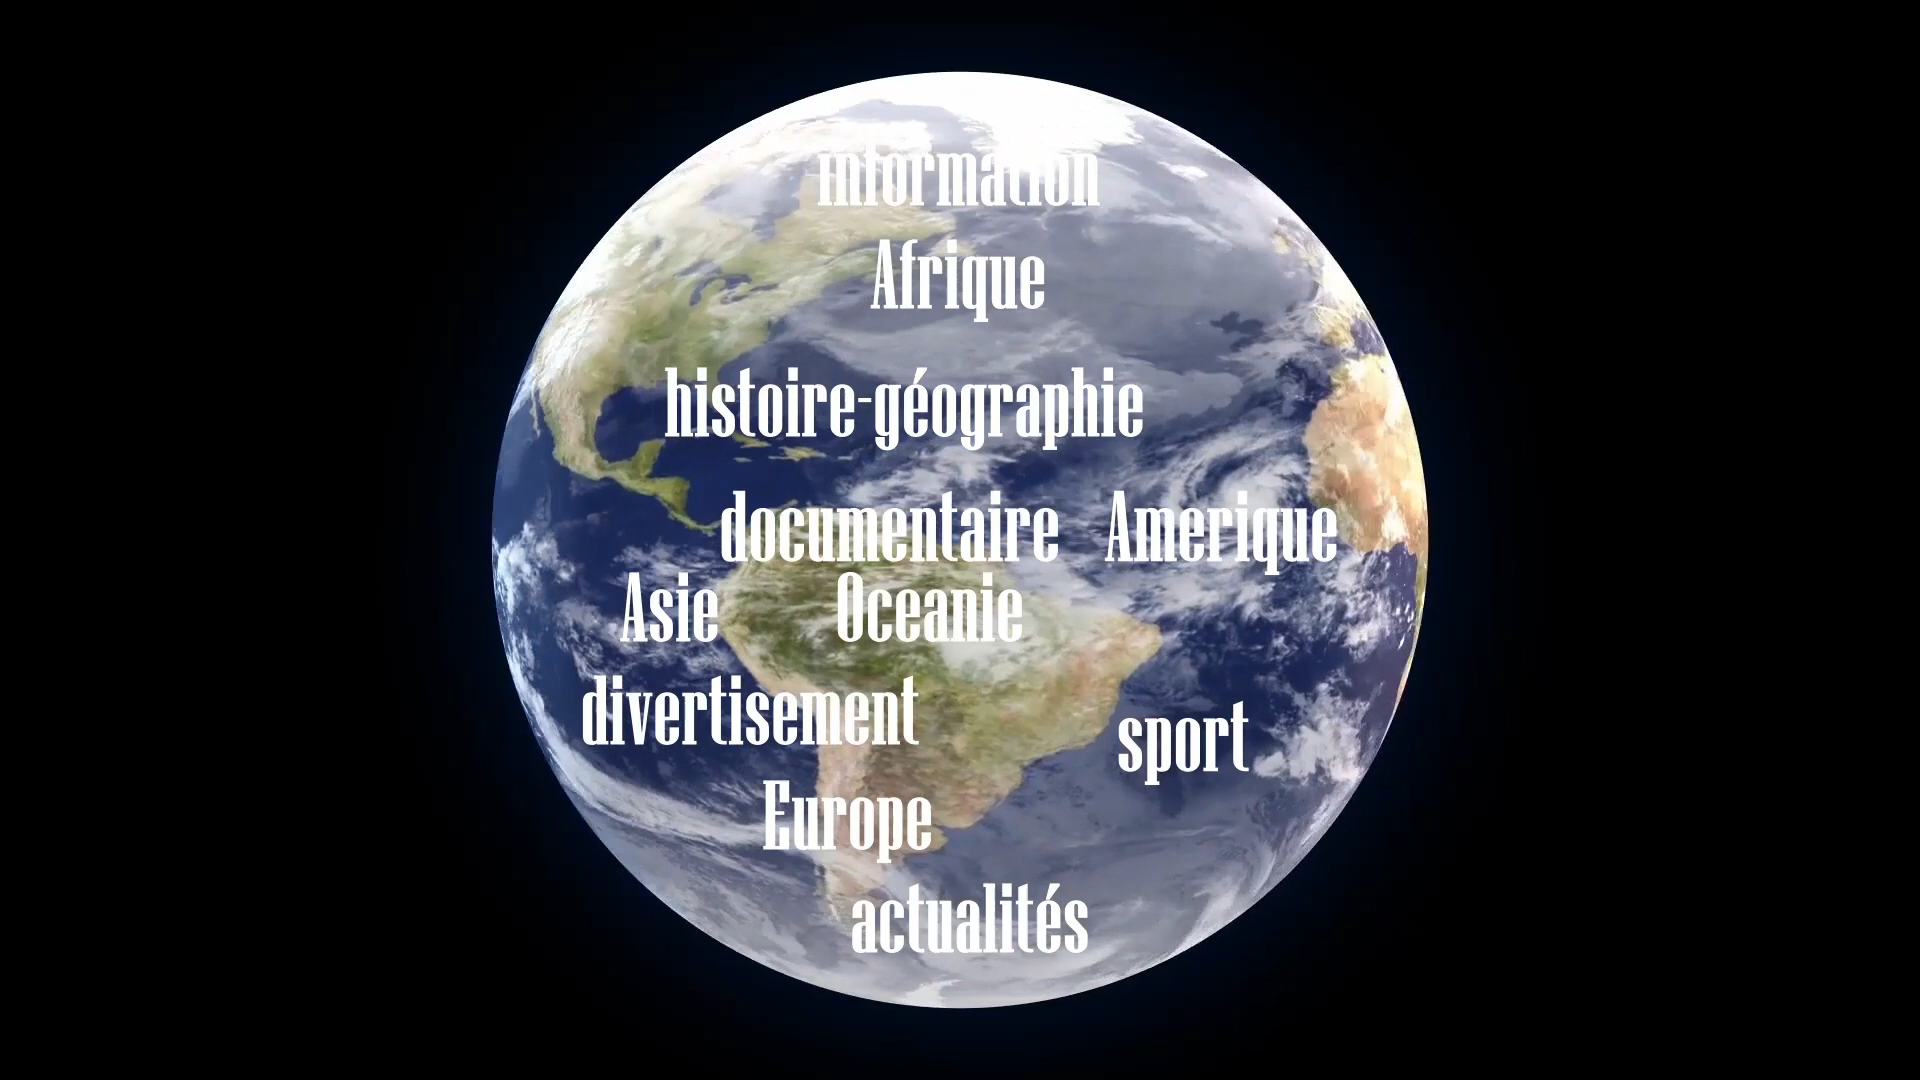 information
Afrique
histoire-géographie
documentaire Amerique
Asie Oceanie
divertisement
sport
Europe
actualités